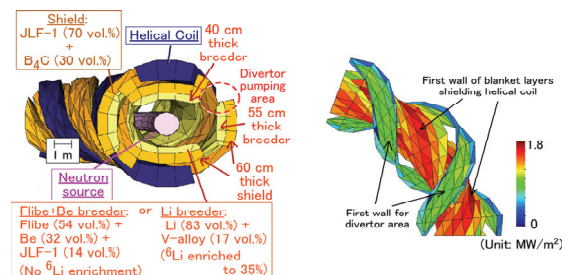 Shield:
JLF-1 (70 vol.%)
+
B4C (30 vol.%)
Helical Coil
40 cm
thick
breeder
Divertor
pumping
area
55 cm
thick
breeder
60 cm
thick
shield
1 m
Neutron
source
Flibe+Be breeder:
Flibe (54 vol.%) +
Be (32 vol.%) +
JLF-1 (14 vol.%)
(No 6Li enrichment)
or
Li breeder:
LI (83 vol.%) +
V-alloy (17 vol.%)
(6Li enriched
to 35%)
First wall of blanket layers
shielding helical coil
First wall for
divertor area
1.8
0
(Unit: MW/m2)